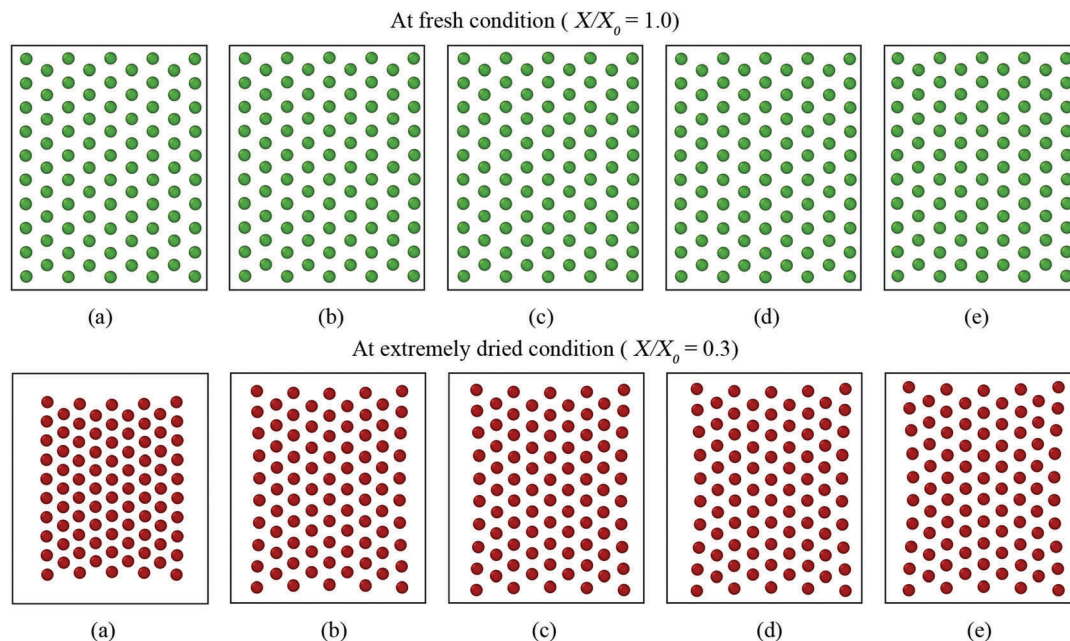 At fresh condition ( X/X₀ = 1.0)
(a) (b) (c) (d) (e)
At extremely dried condition ( X/X₀ = 0.3)
(a) (b) (c) (d) (e)